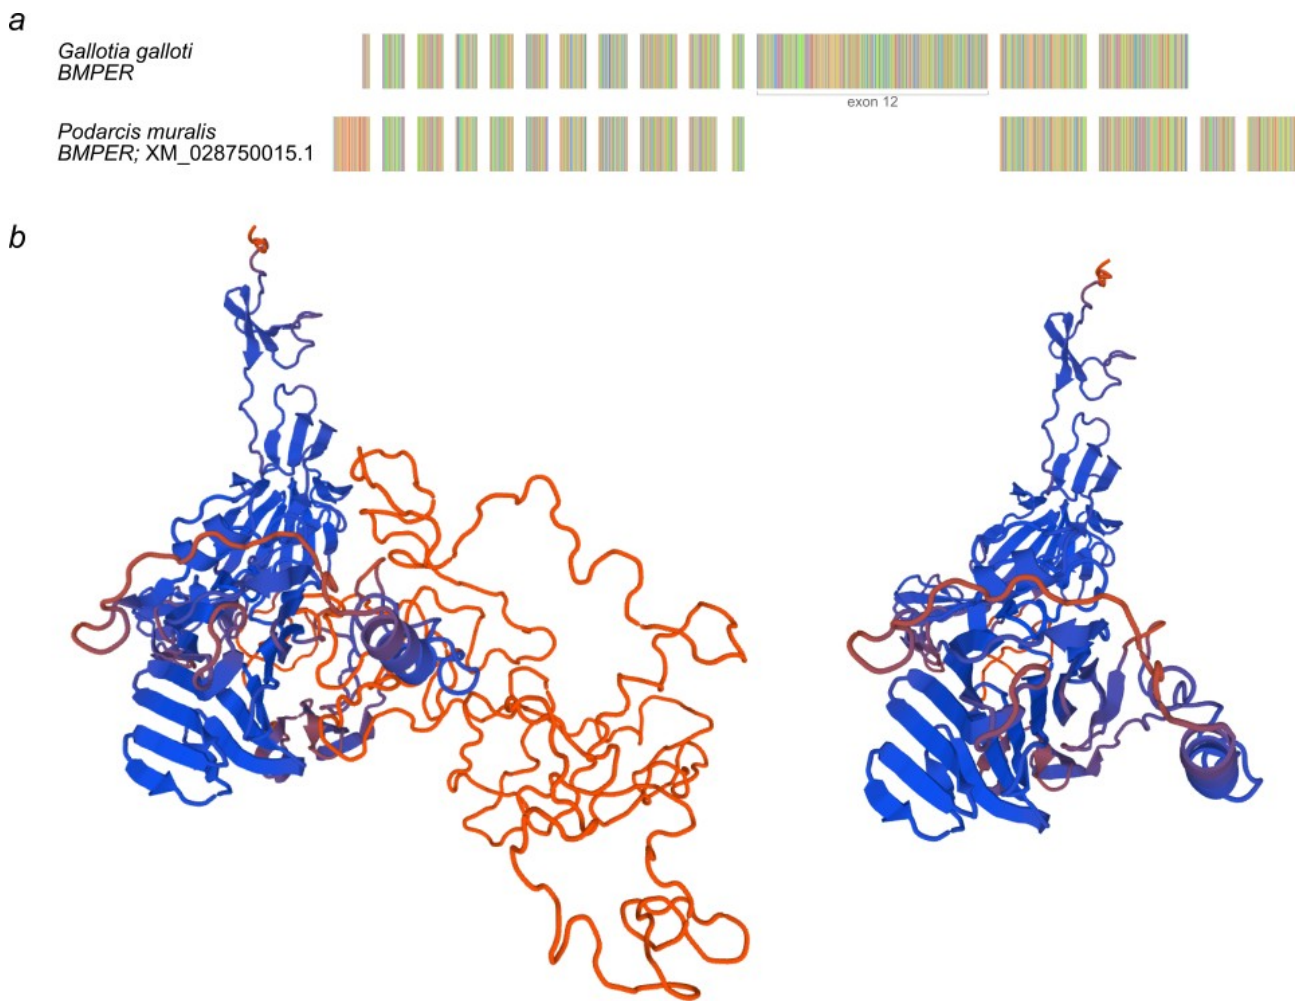 a
Gallotia galloti
BMPER
exon 12
Podarcis muralis
BMPER; XM_028750015.1
b